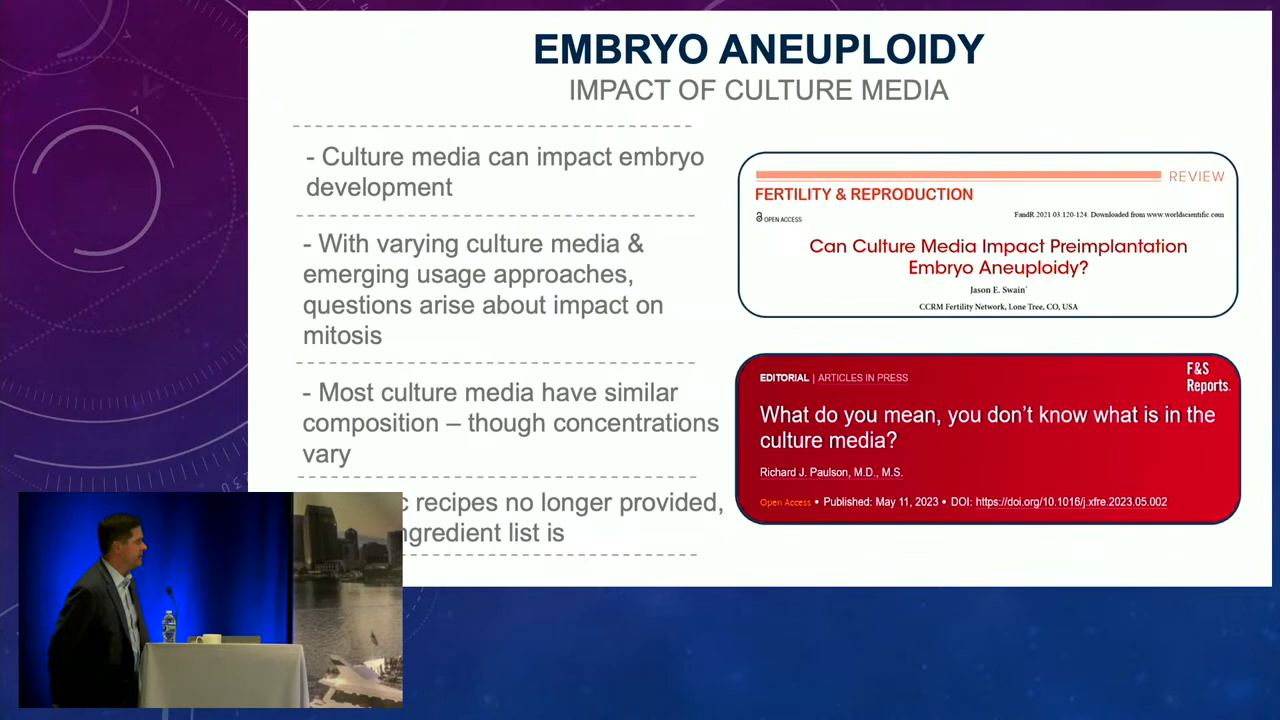 EMBRYO ANEUPLOIDY
IMPACT OF CULTURE MEDIA
- Culture media can impact embryo
development
- With varying culture media &
emerging usage approaches,
questions arise about impact on
mitosis
- Most culture media have similar
composition – though concentrations
vary
c recipes no longer provided,
ngredient list is
REVIEW
FERTILITY & REPRODUCTION
OPEN ACCESS
FandR 2021.03:120-124. Downloaded from www.worldscientific.com
Can Culture Media Impact Preimplantation
Embryo Aneuploidy?
Jason E. Swain*
CCRM Fertility Network, Lone Tree, CO, USA
EDITORIAL | ARTICLES IN PRESS
F&S
Reports.
What do you mean, you don't know what is in the
culture media?
Richard J. Paulson, M.D., M.S.
Open Access • Published: May 11, 2023 • DOI: https://doi.org/10.1016/j.xfre.2023.05.002